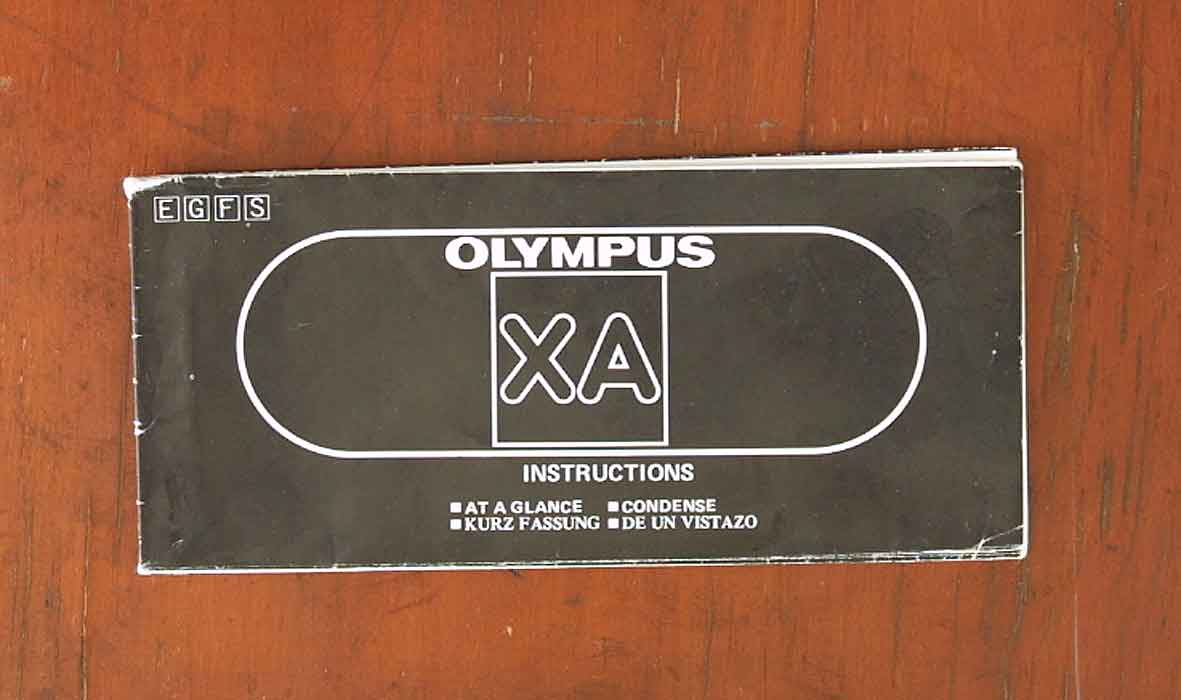 EGFS
OLYMPUS
XA
INSTRUCTIONS
■ AT A GLANCE ■ CONDENSE
■ KURZ FASSUNG ■ DE UN VISTAZO